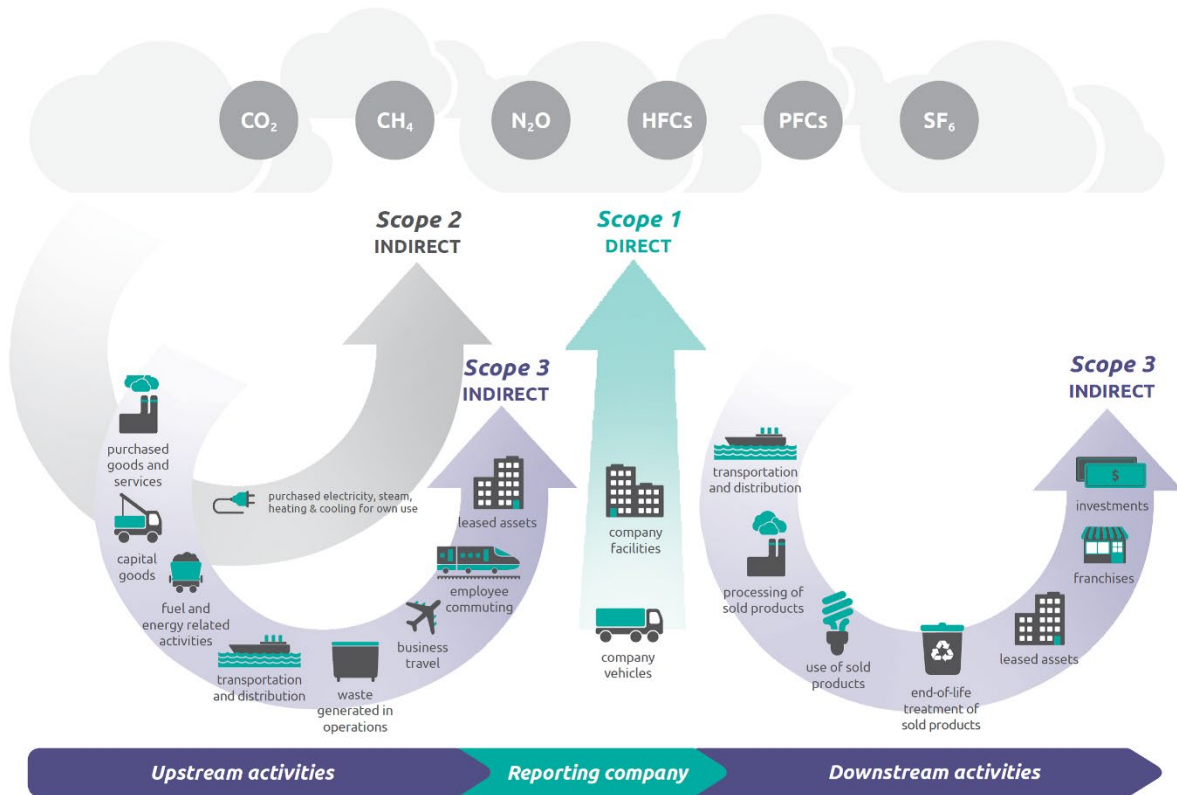 CO₂
CH₄
N₂O
HFCs
PFCs
SF₆
Scope 2
INDIRECT
Scope 1
DIRECT
Scope 3
INDIRECT
Scope 3
INDIRECT
purchased
goods and
services
capital
goods
fuel and
energy related
activities
purchased electricity, steam,
heating & cooling for own use
transportation
and distribution
waste
generated in
operations
business
travel
employee
commuting
leased assets
company
facilities
company
vehicles
transportation
and distribution
processing of
sold products
use of sold
products
end-of-life
treatment of
sold products
leased assets
franchises
$
investments
Upstream activities
Reporting company
Downstream activities